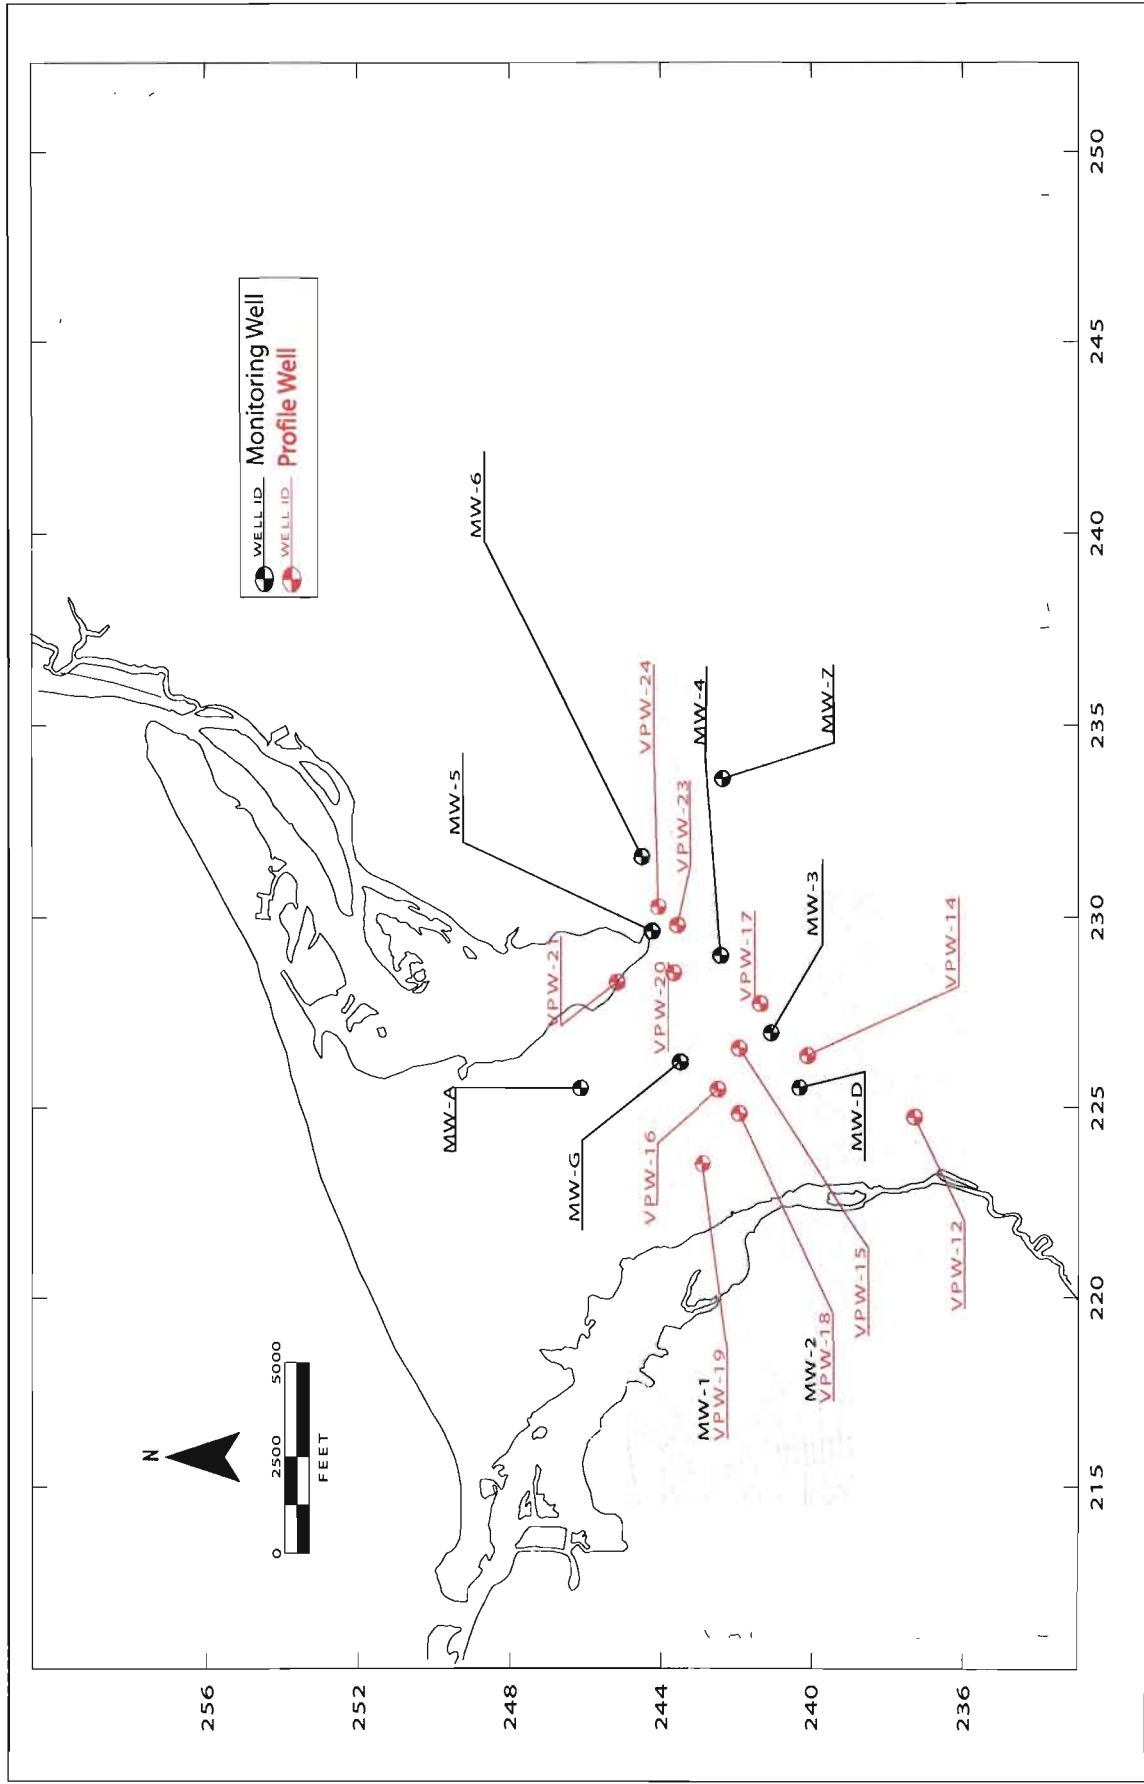 N
0 2500 5000
FEET
WELL ID Monitoring Well
WELL ID Profile Well
256
252
248
244
240
236
215
220
225
230
235
240
245
250
MW-A
MW-G
VPW-16
MW-1
VPW-19
MW-2
VPW-18
VPW-15
VPW-12
MW-D
VPW-14
MW-3
VPW-17
VPW-20
VPW-21
MW-5
MW-6
VPW-24
VPW-23
MW-4
MW-Z